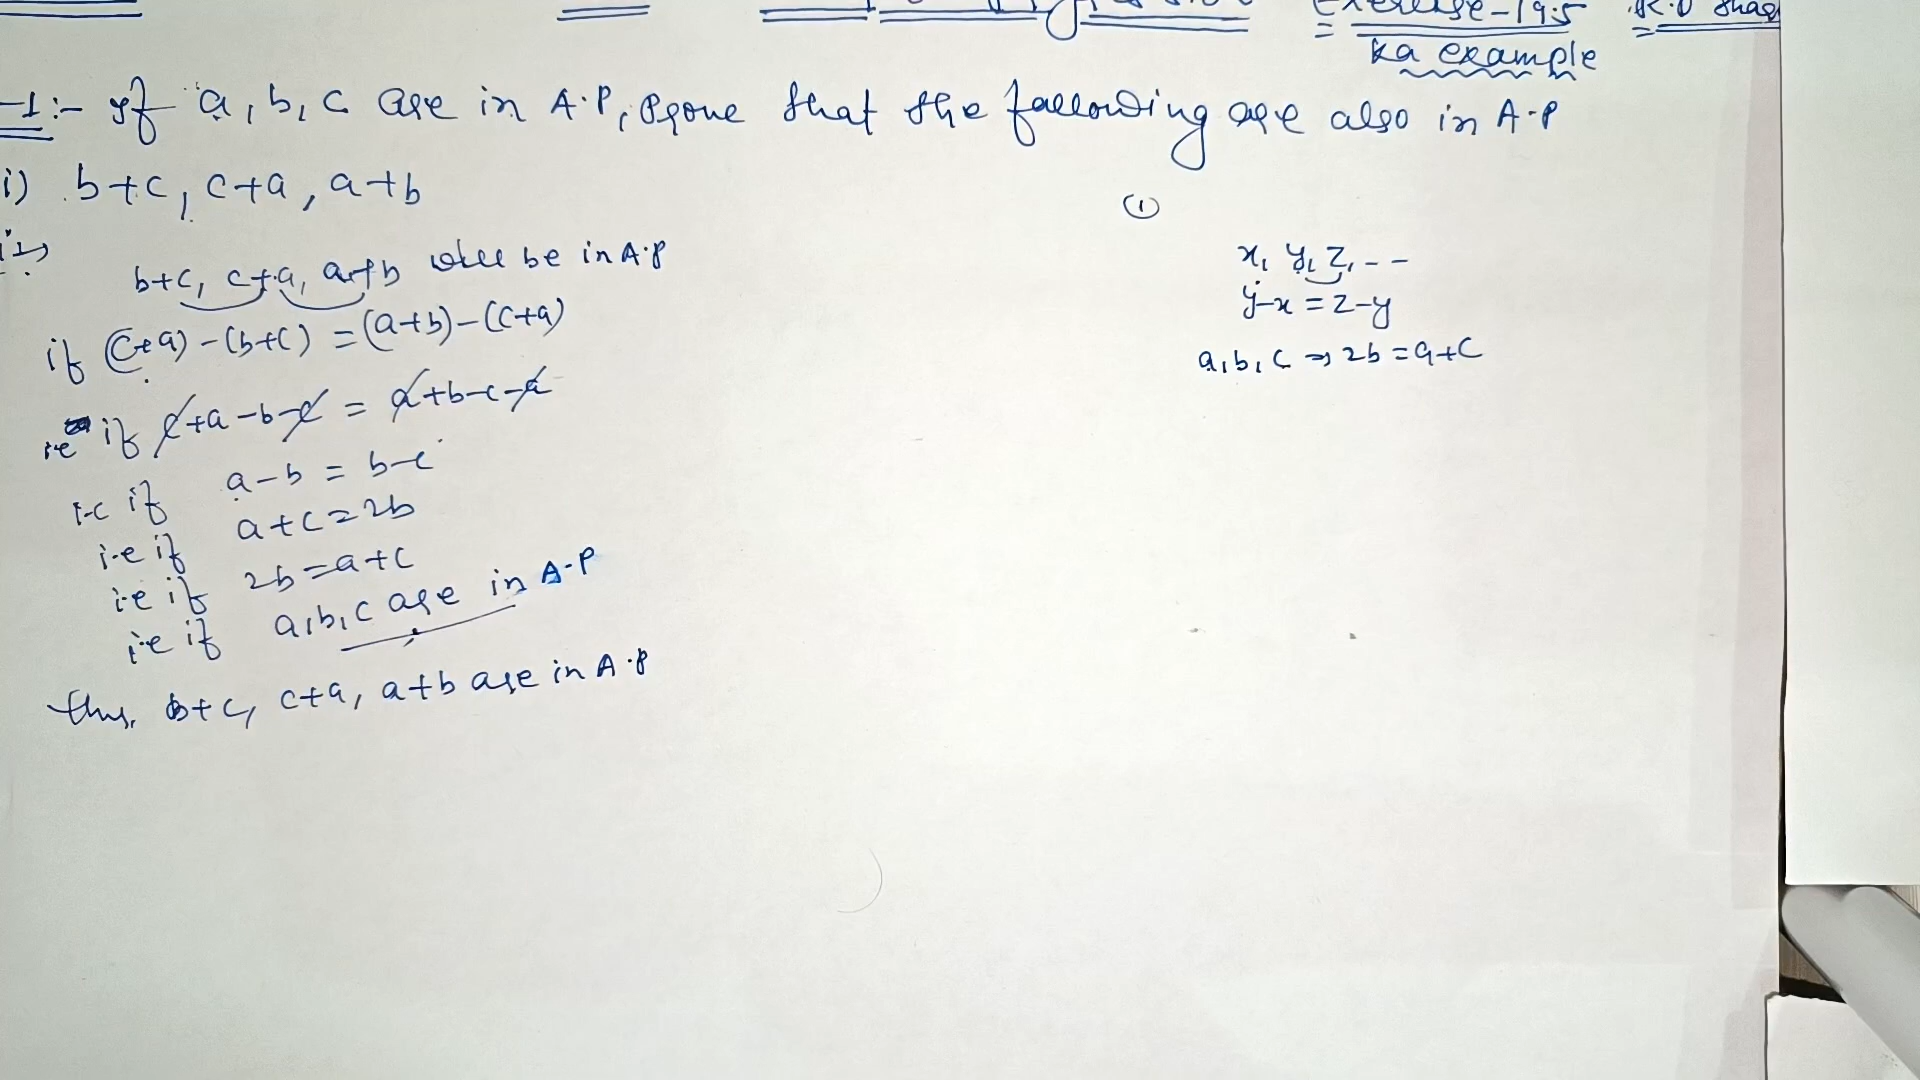 Exercise-19.5
ka example
-1:- If a, b, c are in A.P, Prove that the following are also in A.P
i) b+c, c+a, a+b
b+c, c+a, a+b will be in A.P
if (c+a)-(b+c) = (a+b)-(c+a)
i.e if c+a-b-c = a+b-c-a
i.e if a-b = b-c
i.e if a+c=2b
i.e if 2b=a+c
i.e if a,b,c are in A.P
thus, b+c, c+a, a+b are in A.P
(1)
x, y, z, - -
y-x = z-y
a, b, c ⇒ 2b = a+c